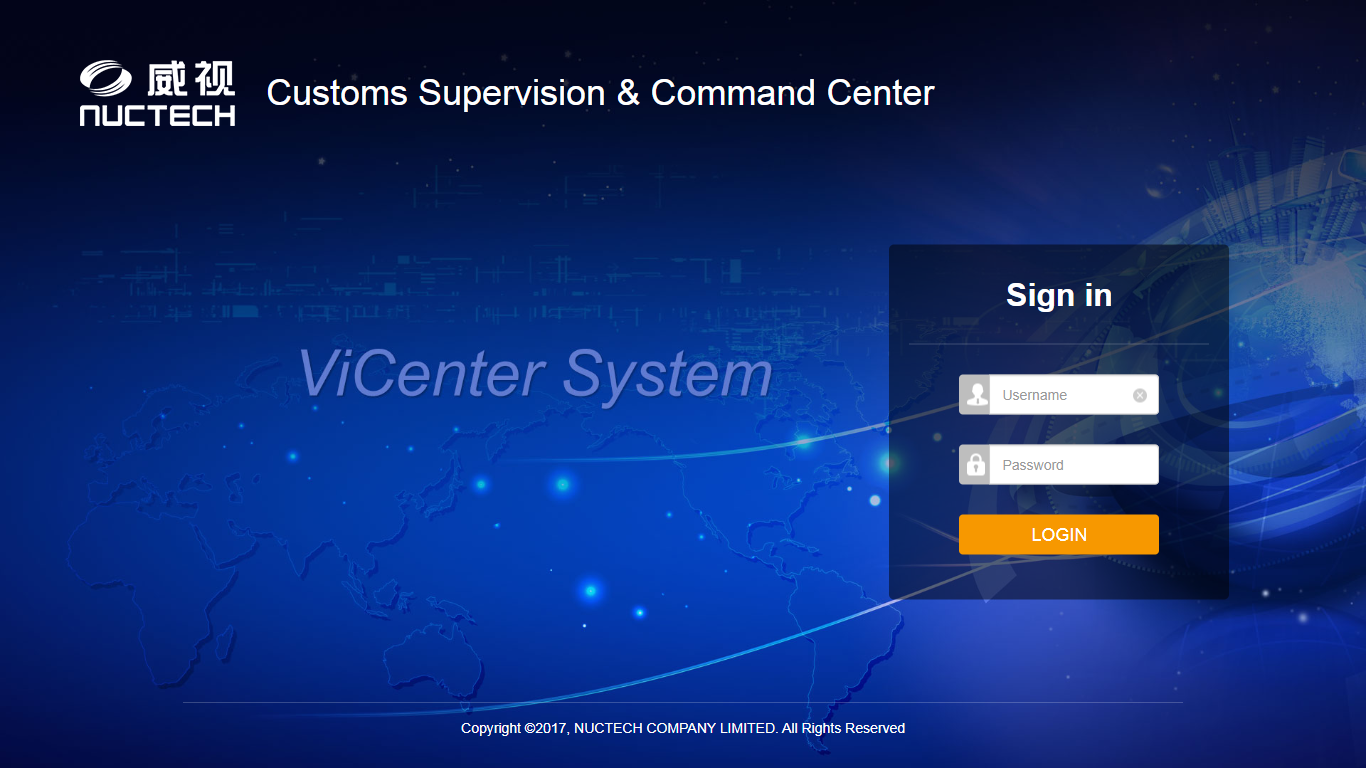 威视
NUCTECH
Customs Supervision & Command Center
ViCenter System
Sign in
Username
Password
LOGIN
Copyright ©2017, NUCTECH COMPANY LIMITED. All Rights Reserved